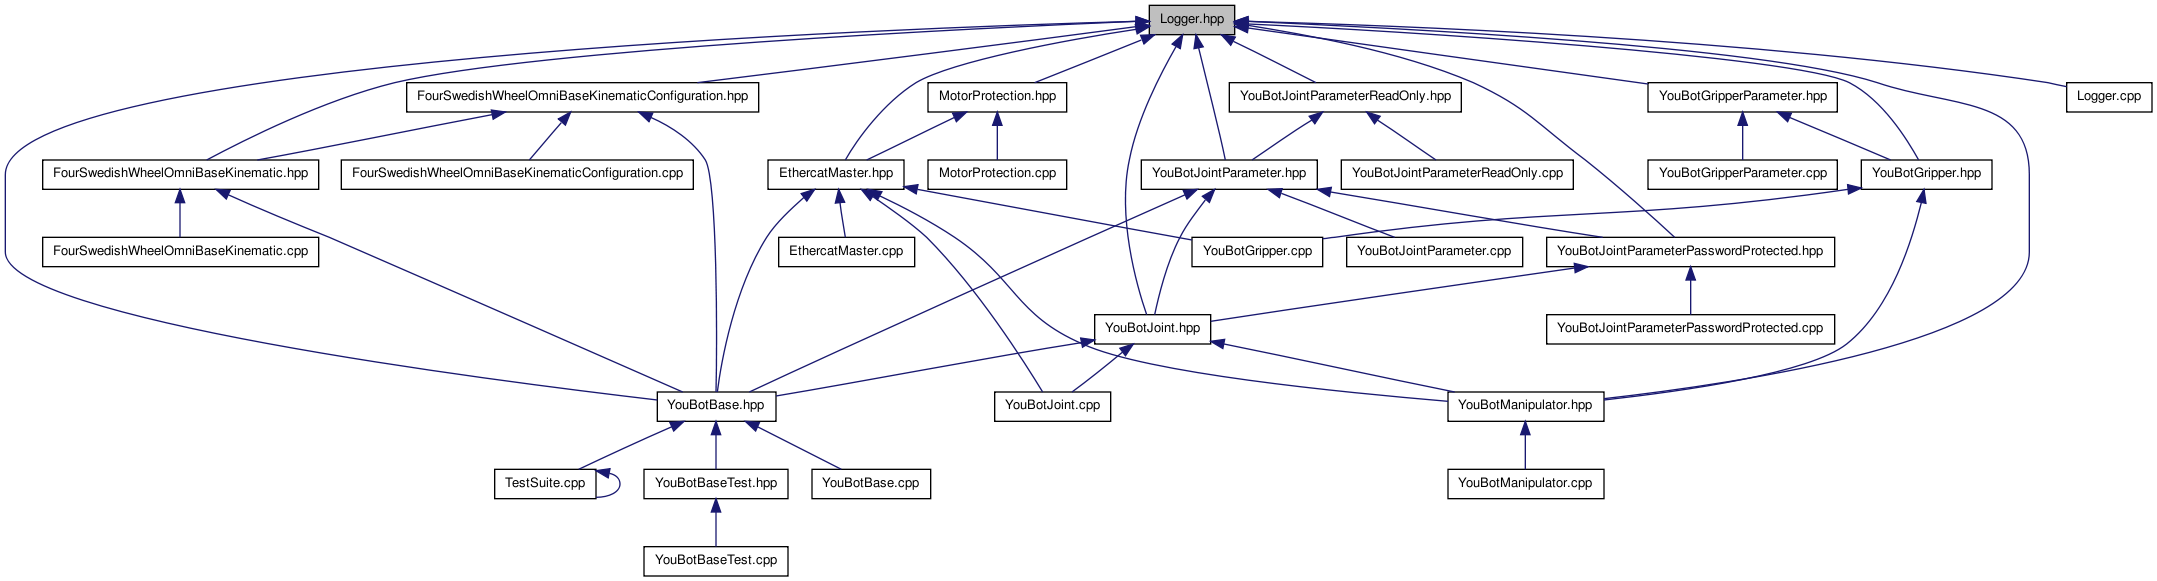 Logger.hpp
FourSwedishWheelOmniBaseKinematicConfiguration.hpp
MotorProtection.hpp
YouBotJointParameterReadOnly.hpp
YouBotGripperParameter.hpp
Logger.cpp
FourSwedishWheelOmniBaseKinematic.hpp
FourSwedishWheelOmniBaseKinematicConfiguration.cpp
EthercatMaster.hpp
MotorProtection.cpp
YouBotJointParameter.hpp
YouBotJointParameterReadOnly.cpp
YouBotGripperParameter.cpp
YouBotGripper.hpp
FourSwedishWheelOmniBaseKinematic.cpp
EthercatMaster.cpp
YouBotGripper.cpp
YouBotJointParameter.cpp
YouBotJointParameterPasswordProtected.hpp
YouBotJoint.hpp
YouBotJointParameterPasswordProtected.cpp
YouBotBase.hpp
YouBotJoint.cpp
YouBotManipulator.hpp
TestSuite.cpp
YouBotBaseTest.hpp
YouBotBase.cpp
YouBotManipulator.cpp
YouBotBaseTest.cpp